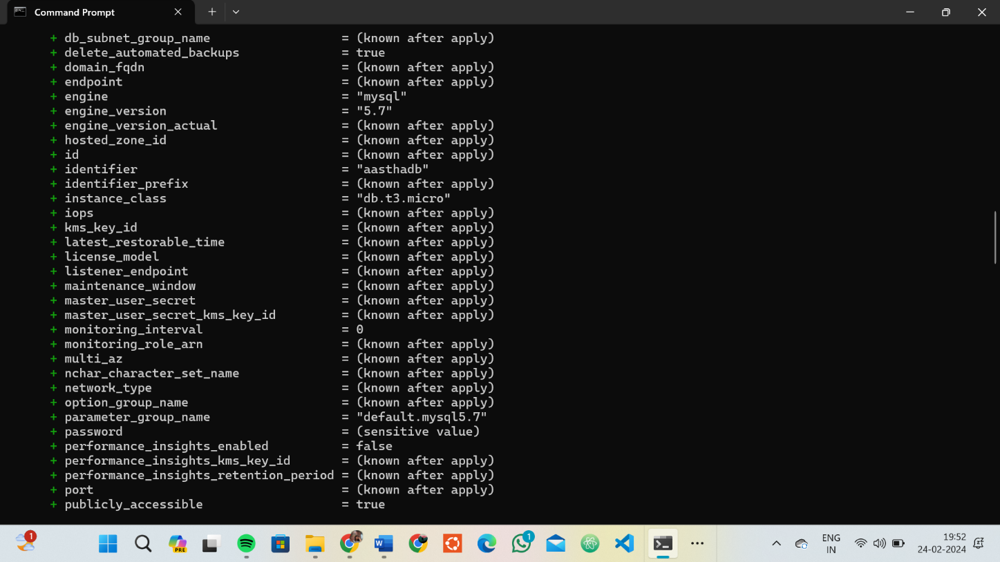 Command Prompt
+ db_subnet_group_name = (known after apply)
+ delete_automated_backups = true
+ domain_fqdn = (known after apply)
+ endpoint = (known after apply)
+ engine = "mysql"
+ engine_version = "5.7"
+ engine_version_actual = (known after apply)
+ hosted_zone_id = (known after apply)
+ id = (known after apply)
+ identifier = "aasthadb"
+ identifier_prefix = (known after apply)
+ instance_class = "db.t3.micro"
+ iops = (known after apply)
+ kms_key_id = (known after apply)
+ latest_restorable_time = (known after apply)
+ license_model = (known after apply)
+ listener_endpoint = (known after apply)
+ maintenance_window = (known after apply)
+ master_user_secret = (known after apply)
+ master_user_secret_kms_key_id = (known after apply)
+ monitoring_interval = 0
+ monitoring_role_arn = (known after apply)
+ multi_az = (known after apply)
+ nchar_character_set_name = (known after apply)
+ network_type = (known after apply)
+ option_group_name = (known after apply)
+ parameter_group_name = "default.mysql5.7"
+ password = (sensitive value)
+ performance_insights_enabled = false
+ performance_insights_kms_key_id = (known after apply)
+ performance_insights_retention_period = (known after apply)
+ port = (known after apply)
+ publicly_accessible = true
1
PRE
1
ENG
IN
19:52
24-02-2024